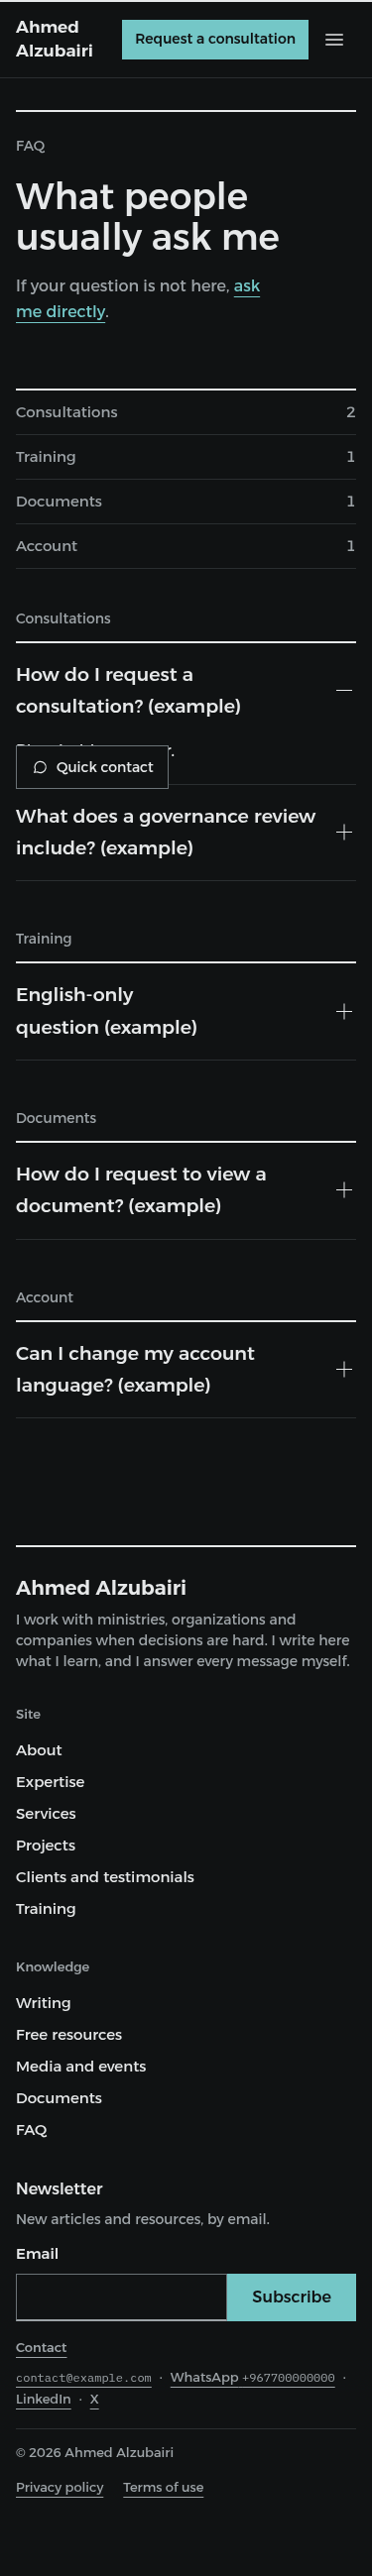 Ahmed
Alzubairi
Request a consultation
FAQ
What people
usually ask me
If your question is not here, ask
me directly.
Consultations 2
Training 1
Documents 1
Account 1
Consultations
How do I request a
consultation? (example)
Quick contact
What does a governance review
include? (example)
Training
English-only
question (example)
Documents
How do I request to view a
document? (example)
Account
Can I change my account
language? (example)
Ahmed Alzubairi
I work with ministries, organizations and
companies when decisions are hard. I write here
what I learn, and I answer every message myself.
Site
About
Expertise
Services
Projects
Clients and testimonials
Training
Knowledge
Writing
Free resources
Media and events
Documents
FAQ
Newsletter
New articles and resources, by email.
Email
Subscribe
Contact
contact@example.com · WhatsApp +967700000000 ·
LinkedIn · X
© 2026 Ahmed Alzubairi
Privacy policy Terms of use